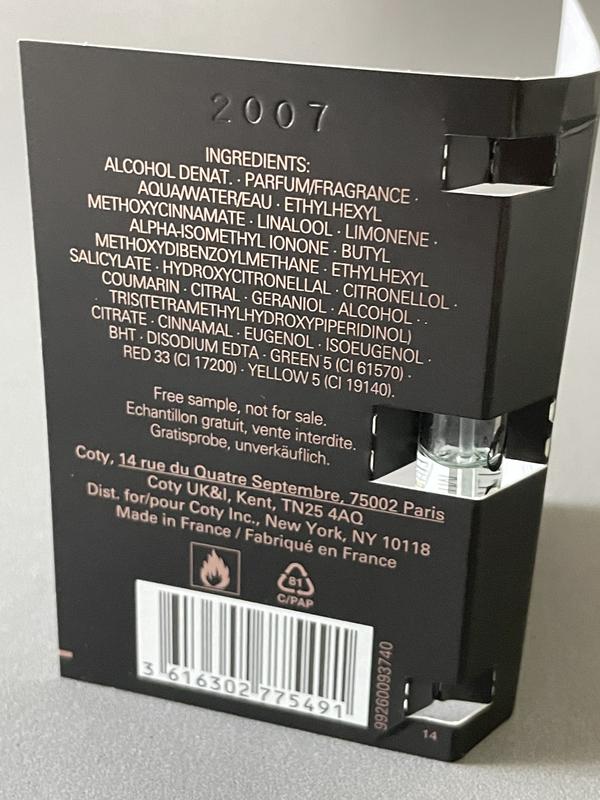 2007
INGREDIENTS:
ALCOHOL DENAT. · PARFUM/FRAGRANCE ·
AQUA/WATER/EAU · ETHYLHEXYL
METHOXYCINNAMATE · LINALOOL · LIMONENE ·
ALPHA-ISOMETHYL IONONE · BUTYL
METHOXYDIBENZOYLMETHANE · ETHYLHEXYL
SALICYLATE · HYDROXYCITRONELLAL · CITRONELLOL ·
COUMARIN · CITRAL · GERANIOL · ALCOHOL · ·
TRIS(TETRAMETHYLHYDROXYPIPERIDINOL)
CITRATE · CINNAMAL · EUGENOL · ISOEUGENOL ·
BHT · DISODIUM EDTA · GREEN 5 (CI 61570) ·
RED 33 (CI 17200) · YELLOW 5 (CI 19140).
Free sample, not for sale.
Echantillon gratuit, vente interdite.
Gratisprobe, unverkäuflich.
Coty, 14 rue du Quatre Septembre, 75002 Paris
Coty UK&I, Kent, TN25 4AQ
Dist. for/pour Coty Inc., New York, NY 10118
Made in France / Fabriqué en France
81
C/PAP
3 616302 775491
99260093740
14